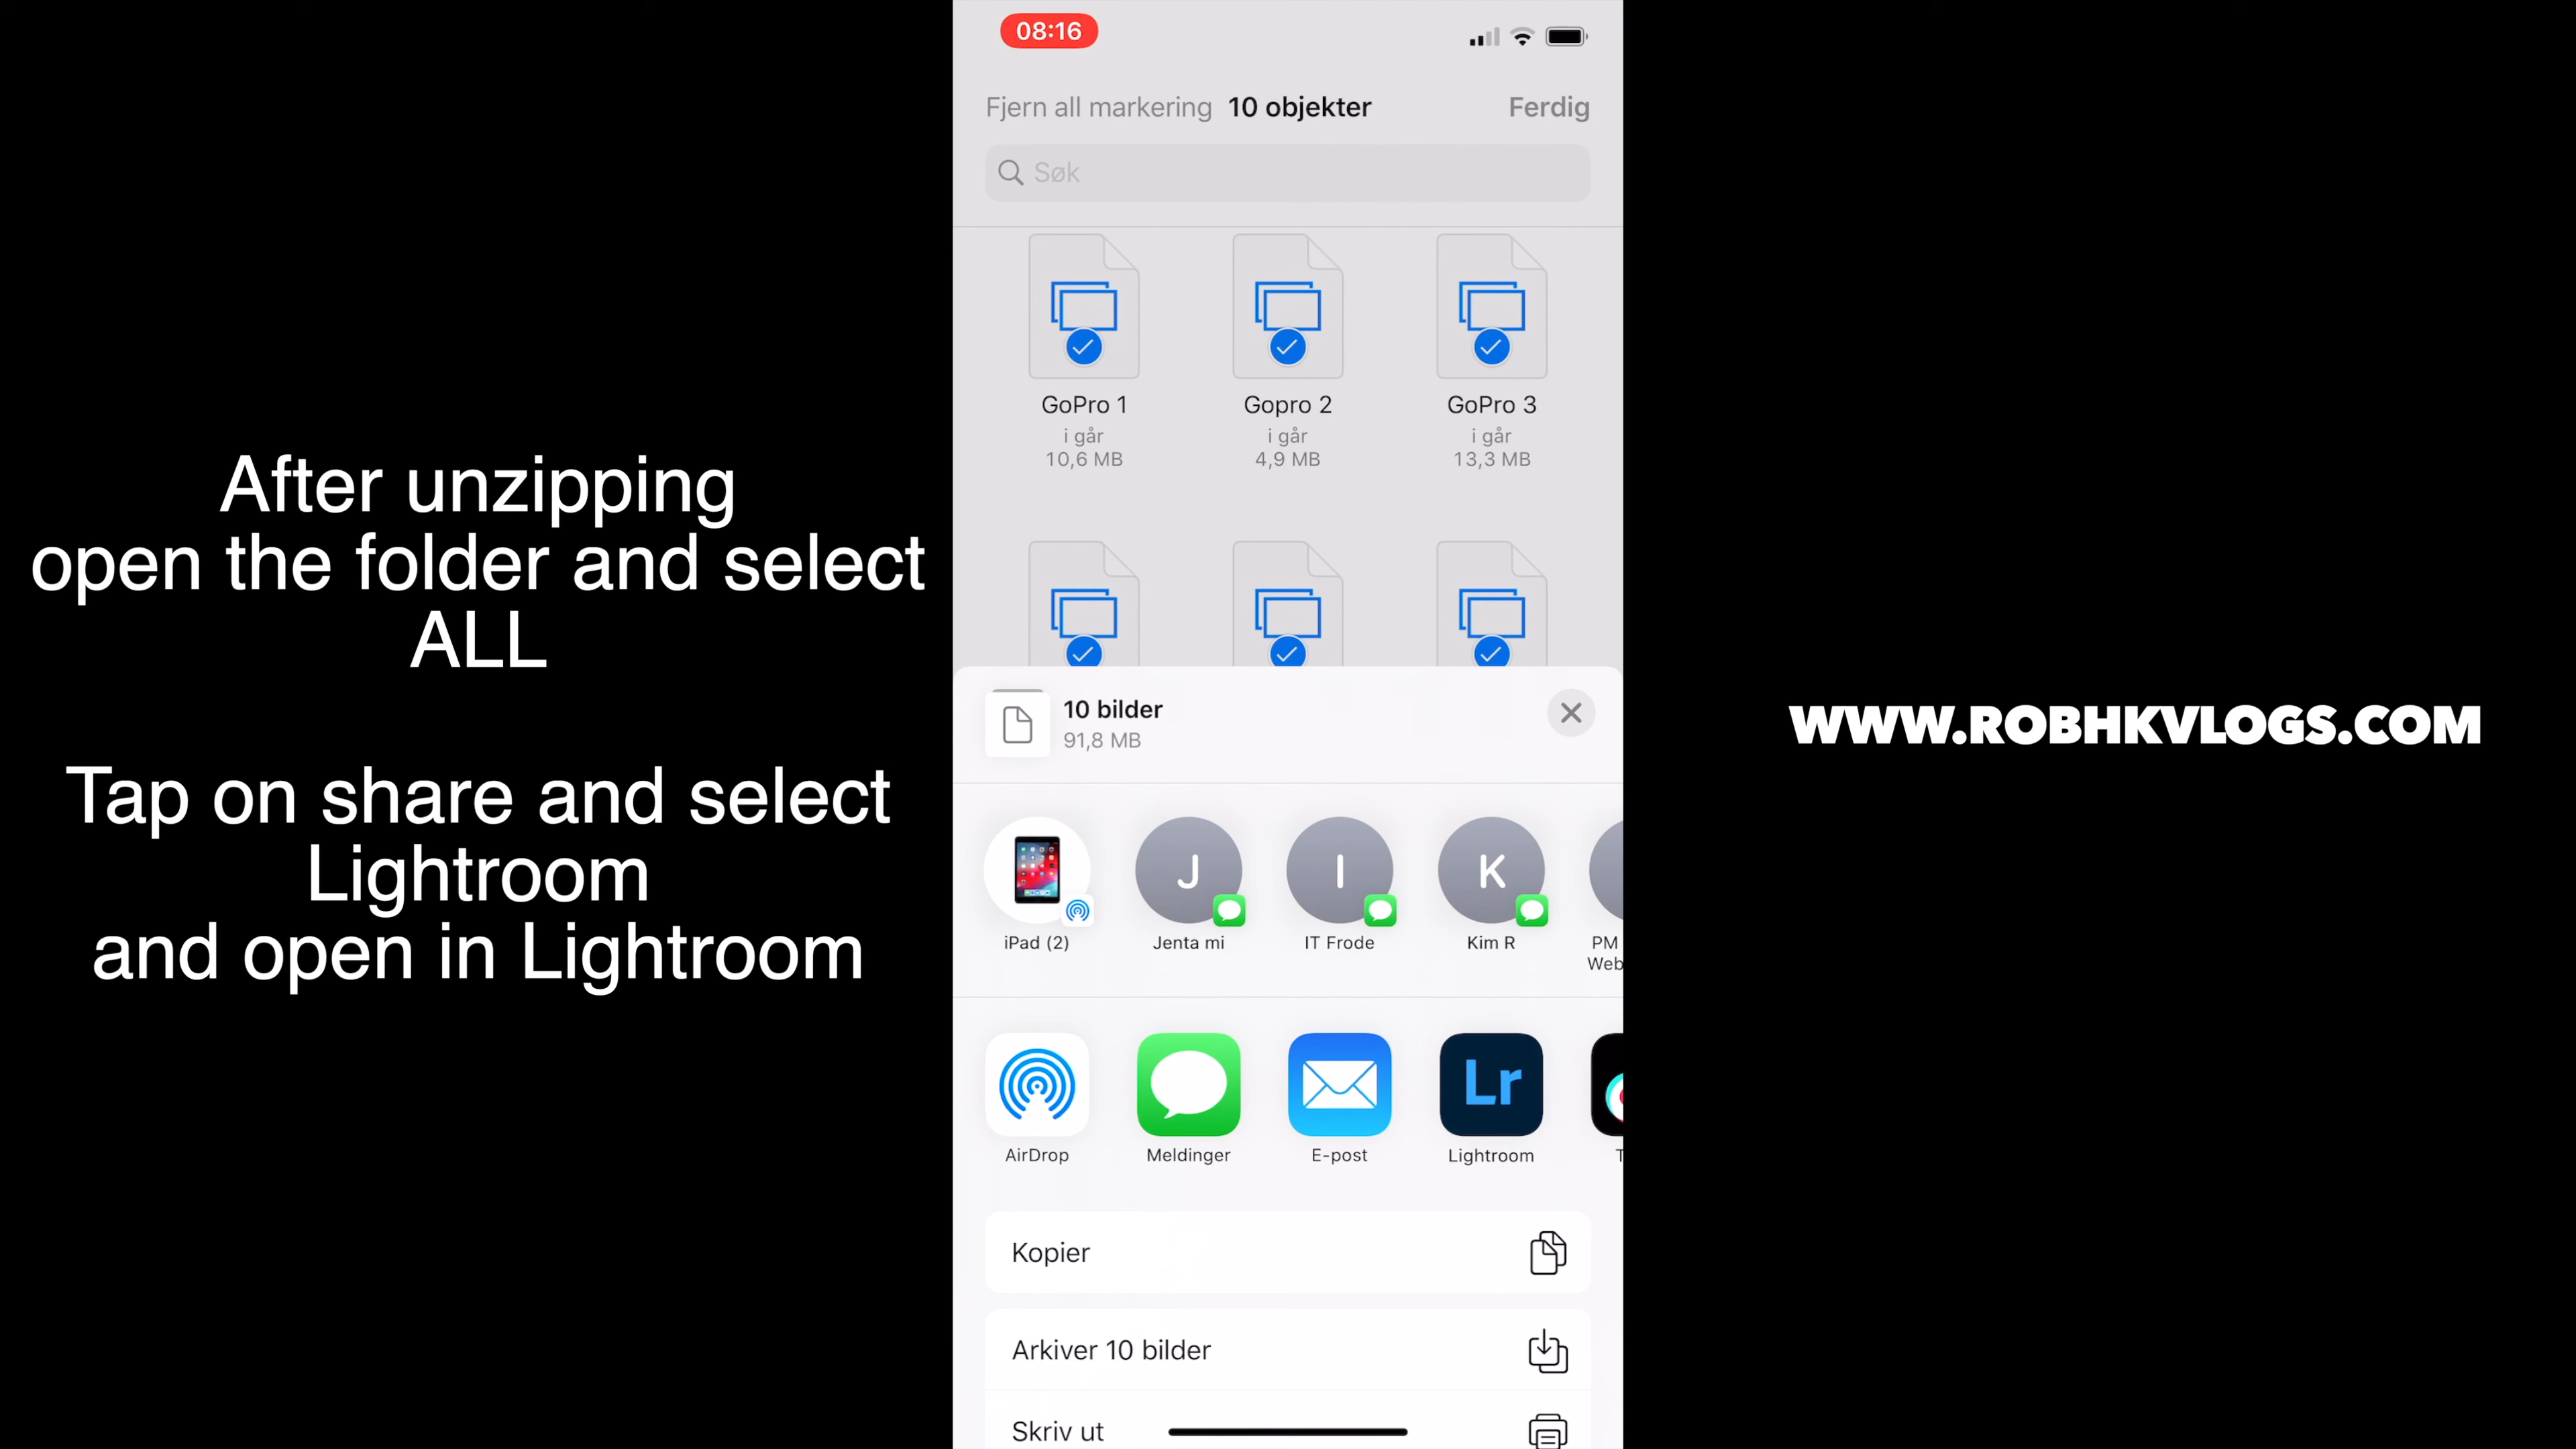 After unzipping
open the folder and select
ALL
Tap on share and select
Lightroom
and open in Lightroom
08:16
Fjern all markering 10 objekter Ferdig
Søk
GoPro 1 Gopro 2 GoPro 3
i går i går i går
10,6 MB 4,9 MB 13,3 MB
10 bilder
91,8 MB
J I K
iPad (2) Jenta mi IT Frode Kim R PM
Web
Lr
AirDrop Meldinger E-post Lightroom T
Kopier
Arkiver 10 bilder
Skriv ut
WWW.ROBHKVLOGS.COM